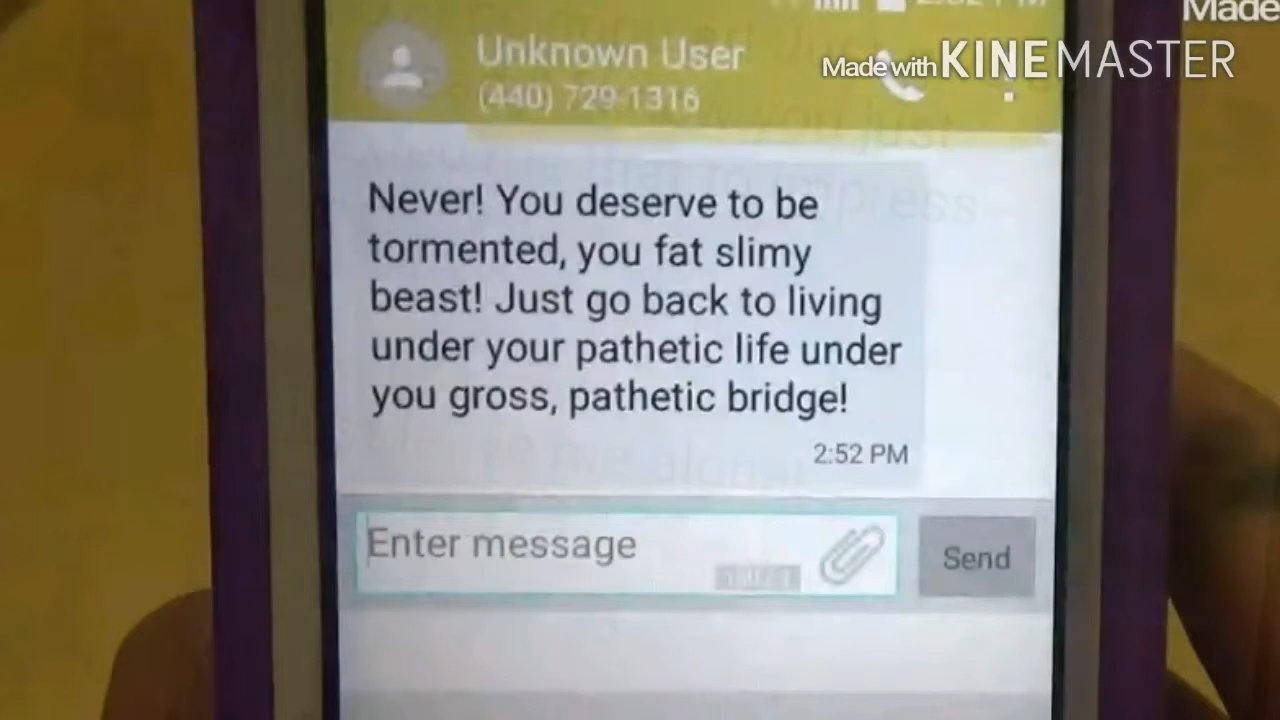 Made
Made with KINEMASTER
Unknown User
(440) 729-1316
Never! You deserve to be
tormented, you fat slimy
beast! Just go back to living
under your pathetic life under
you gross, pathetic bridge!
2:52 PM
Enter message
Send